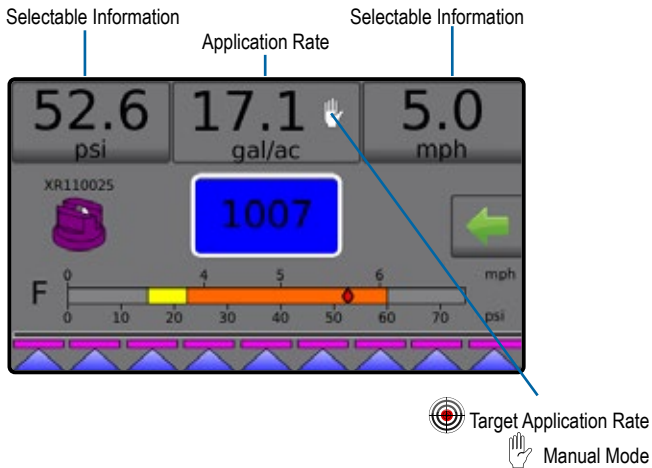 Selectable Information
Application Rate
Selectable Information
52.6
psi
17.1
gal/ac
5.0
mph
XR110025
1007
F
0 4 5 6 mph
0 10 20 30 40 50 60 70 psi
Target Application Rate
Manual Mode